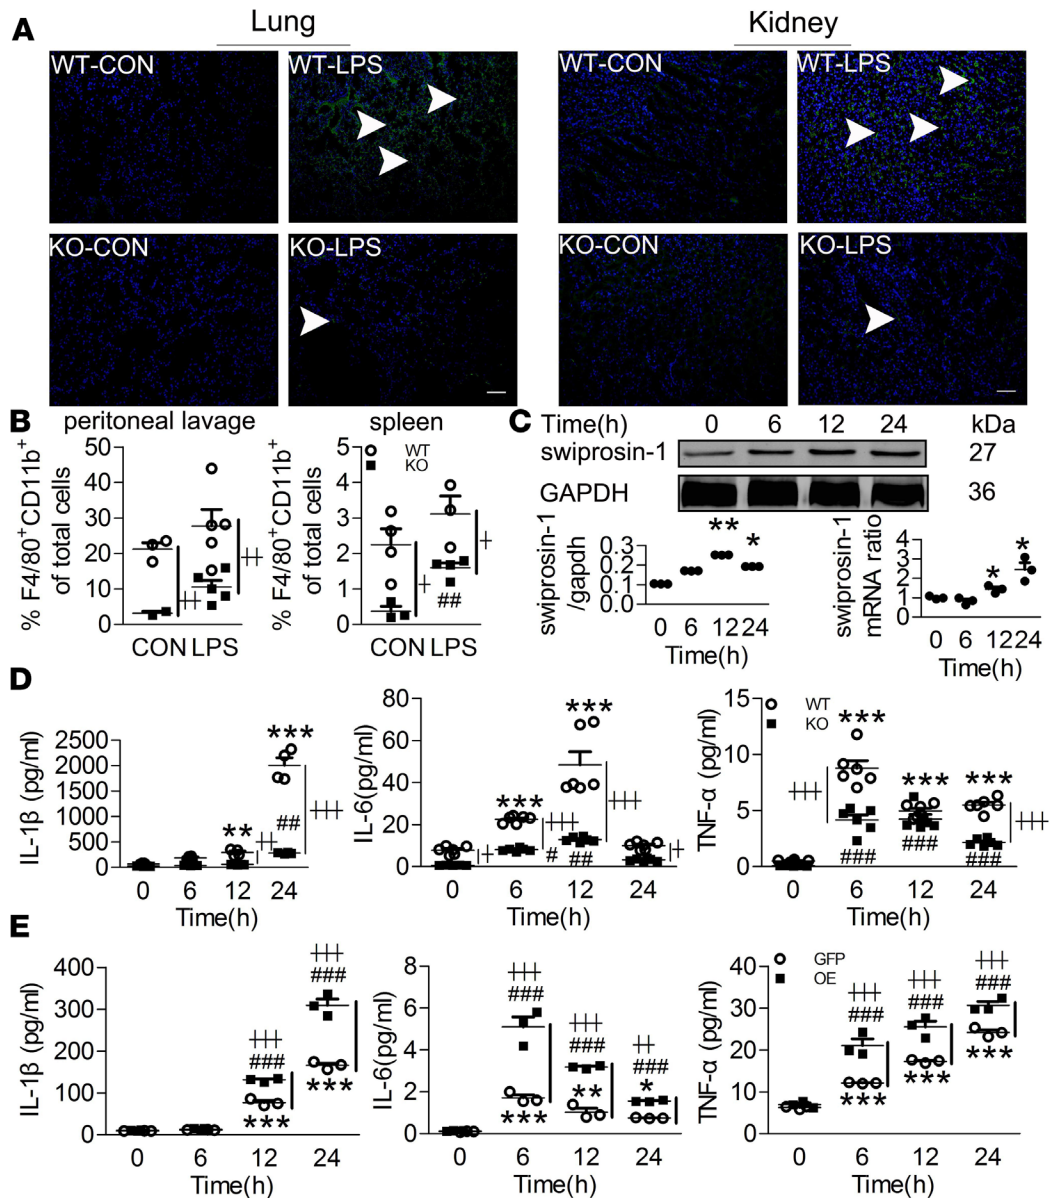 A
Lung
Kidney
WT-CON
WT-LPS
WT-CON
WT-LPS
KO-CON
KO-LPS
KO-CON
KO-LPS
B
peritoneal lavage
% F4/80⁺CD11b⁺
of total cells
50
40
30
20
10
0
‡
‡
CON LPS
spleen
% F4/80⁺CD11b⁺
of total cells
5
4
3
2
1
0
WT
KO
†
†
##
CON LPS
C
Time(h) 0 6 12 24 kDa
swiprosin-1 27
GAPDH 36
swiprosin-1
/gapdh
0.3
0.2
0.1
0.0
**
*
0 6 12 24
Time(h)
swiprosin-1
mRNA ratio
4
3
2
1
0
*
*
0 6 12 24
Time(h)
D
IL-1β (pg/ml)
2500
2000
1500
1000
500
0
**
***
##
0 6 12 24
Time(h)
IL-6(pg/ml)
80
60
40
20
0
***
***
#
##
0 6 12 24
Time(h)
TNF-α (pg/ml)
15
10
5
0
WT
KO
***
***
***
###
###
###
0 6 12 24
Time(h)
E
IL-1β (pg/ml)
400
300
200
100
0
###
###
***
***
0 6 12 24
Time(h)
IL-6(pg/ml)
8
6
4
2
0
###
###
###
***
**
*
0 6 12 24
Time(h)
TNF-α (pg/ml)
40
30
20
10
0
GFP
OE
###
###
###
***
***
***
0 6 12 24
Time(h)